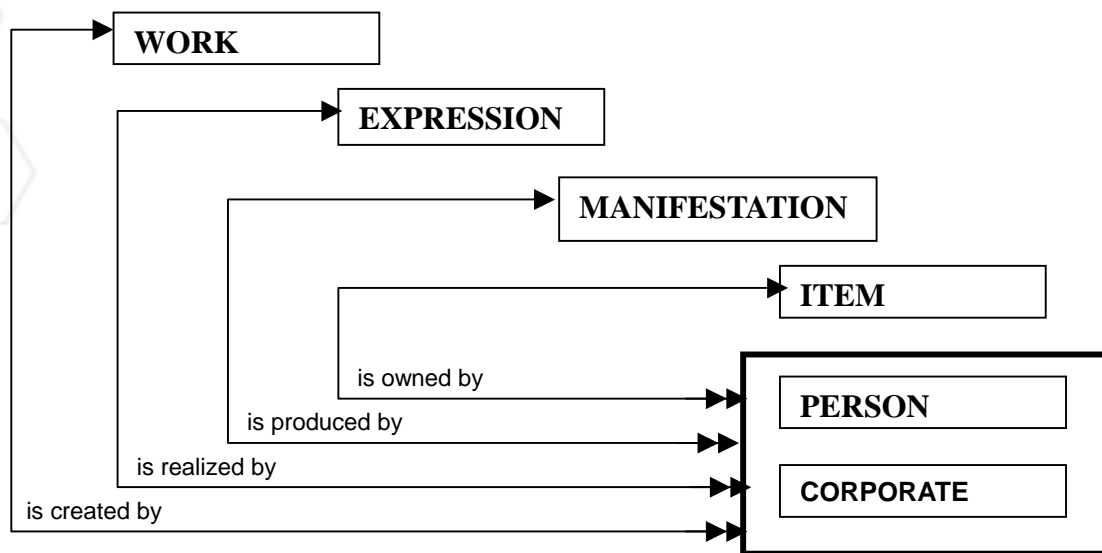 WORK
EXPRESSION
MANIFESTATION
ITEM
is owned by
PERSON
is produced by
is realized by
CORPORATE
is created by